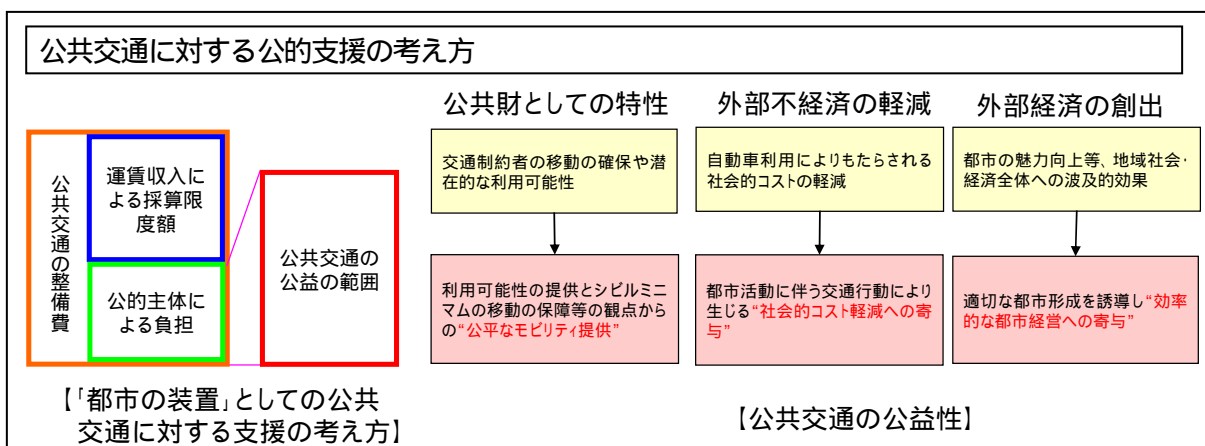 公共交通に対する公的支援の考え方
公共交通の整備費
運賃収入に
よる採算限
度額
公的主体に
よる負担
公共交通の
公益の範囲
【｢都市の装置｣としての公共
交通に対する支援の考え方】
公共財としての特性
交通制約者の移動の確保や潜
在的な利用可能性
利用可能性の提供とシビルミニ
マムの移動の保障等の観点から
の“公平なモビリティ提供”
外部不経済の軽減
自動車利用によりもたらされる
社会的コストの軽減
都市活動に伴う交通行動により
生じる“社会的コスト軽減への寄
与”
外部経済の創出
都市の魅力向上等、地域社会・
経済全体への波及的効果
適切な都市形成を誘導し“効率
的な都市経営への寄与”
【公共交通の公益性】